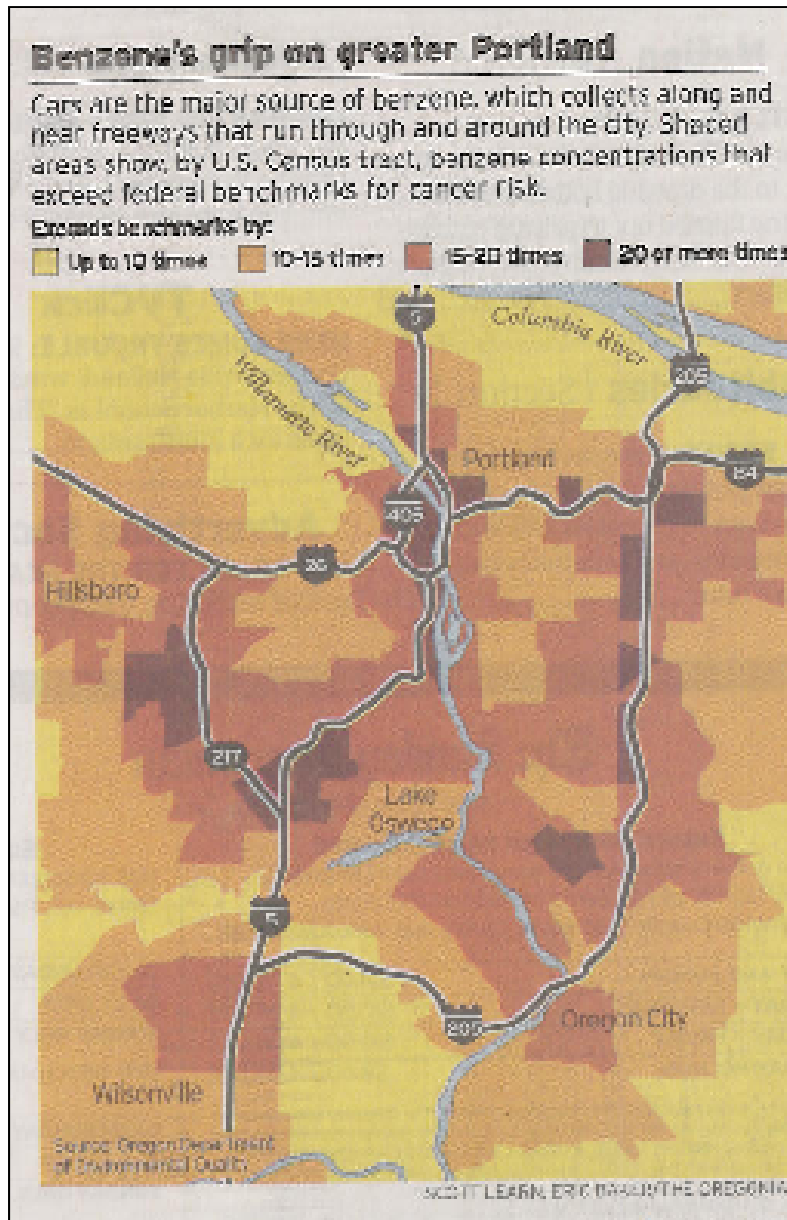 Benzene's grip on greater Portland
Cars are the major source of benzene, which collects along and
near freeways that run through and around the city. Shaded
areas show, by U.S. Census tract, benzene concentrations that
exceed federal benchmarks for cancer risk.
Exceeds benchmarks by:
Up to 10 times 10-15 times 15-20 times 20 or more times
5
Columbia River
205
Willamette River
Portland
84
405
26
Hillsboro
217
Lake
Oswego
5
205
Oregon City
Wilsonville
Source: Oregon Department
of Environmental Quality
SCOTT LEARN, ERIC THE OREGONIA